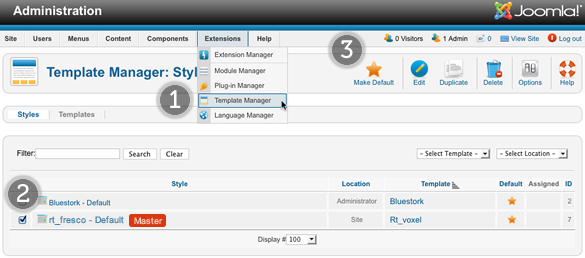 Administration
Joomla!
Site Users Menus Content Components Extensions Help
0 Visitors 1 Admin 0 View Site Log out
Extension Manager
Module Manager
Plug-in Manager
Template Manager
Language Manager
Template Manager: Styl
1
3
Make Default Edit Duplicate Delete Options Help
Styles Templates
Filter: Search Clear
- Select Template - - Select Location -
2
Style Location Template Default Assigned ID
Bluestork - Default Administrator Bluestork 2
rt_fresco - Default Master Site Rt_voxel 7
Display # 100